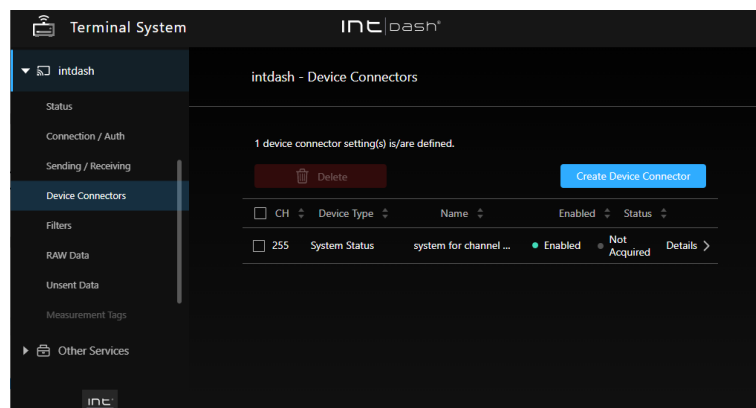 Terminal System
intdash®
intdash
intdash - Device Connectors
Status
Connection / Auth
Sending / Receiving
Device Connectors
Filters
RAW Data
Unsent Data
Measurement Tags
Other Services
int
1 device connector setting(s) is/are defined.
Delete
Create Device Connector
CH Device Type Name Enabled Status
255 System Status system for channel ... Enabled Not Acquired Details